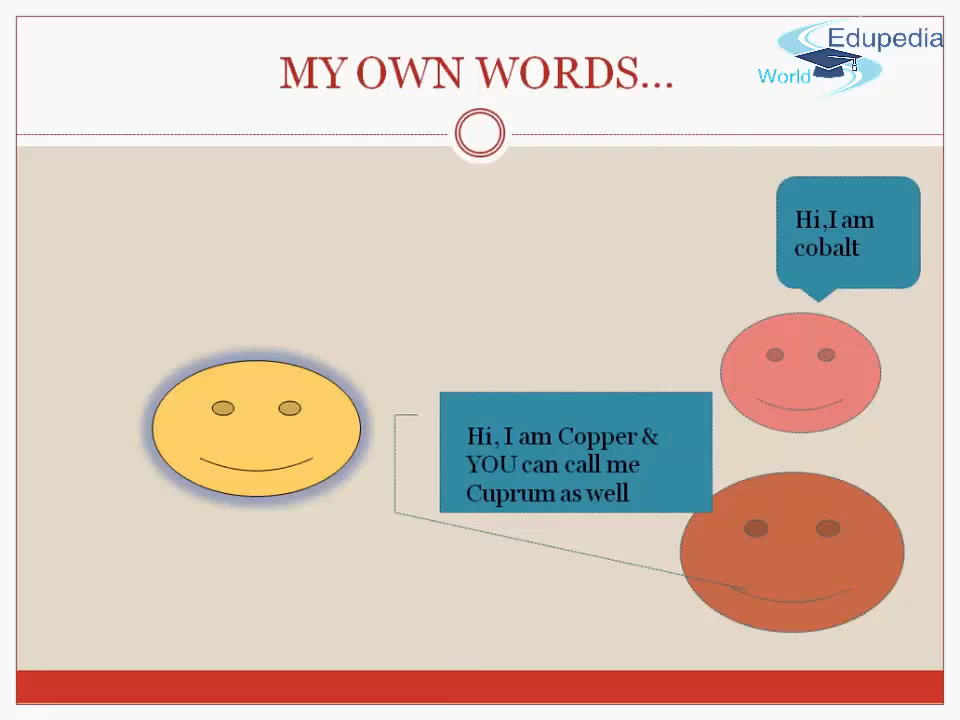 MY OWN WORDS...
Edupedia
World
Hi,I am
cobalt
Hi, I am Copper &
YOU can call me
Cuprum as well